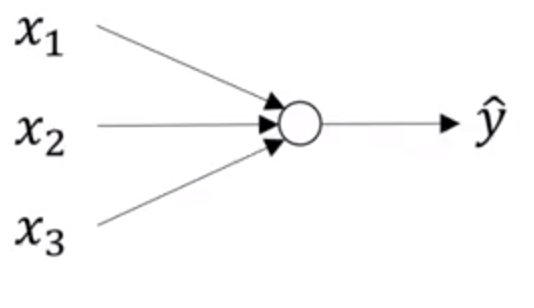 x₁
x₂
ŷ
x₃